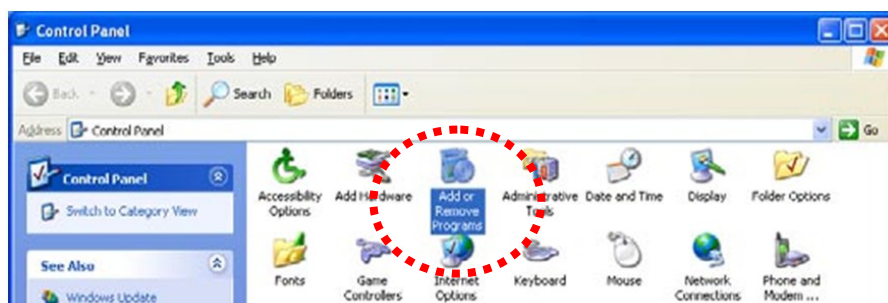 Control Panel
File Edit View Favorites Tools Help
Back Search Folders
Address Control Panel Go
Control Panel
Switch to Category View
See Also
Windows Update
Accessibility Options
Add Hardware
Add or Remove Programs
Administrative Tools
Date and Time
Display
Folder Options
Fonts
Game Controllers
Internet Options
Keyboard
Mouse
Network Connections
Phone and Modem ...